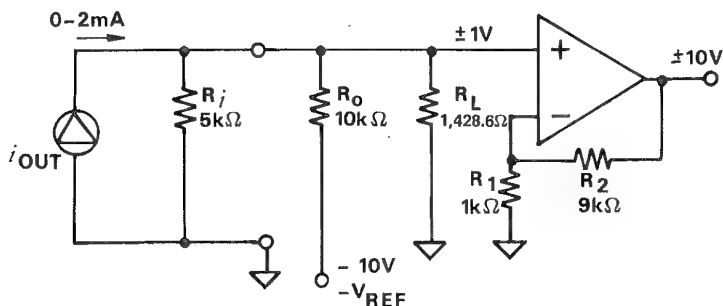 0-2mA
±1V
±10V
+
−
R_i
5kΩ
R_O
10kΩ
R_L
1,428.6Ω
i_OUT
R_1
1kΩ
R_2
9kΩ
- 10V
-V_REF